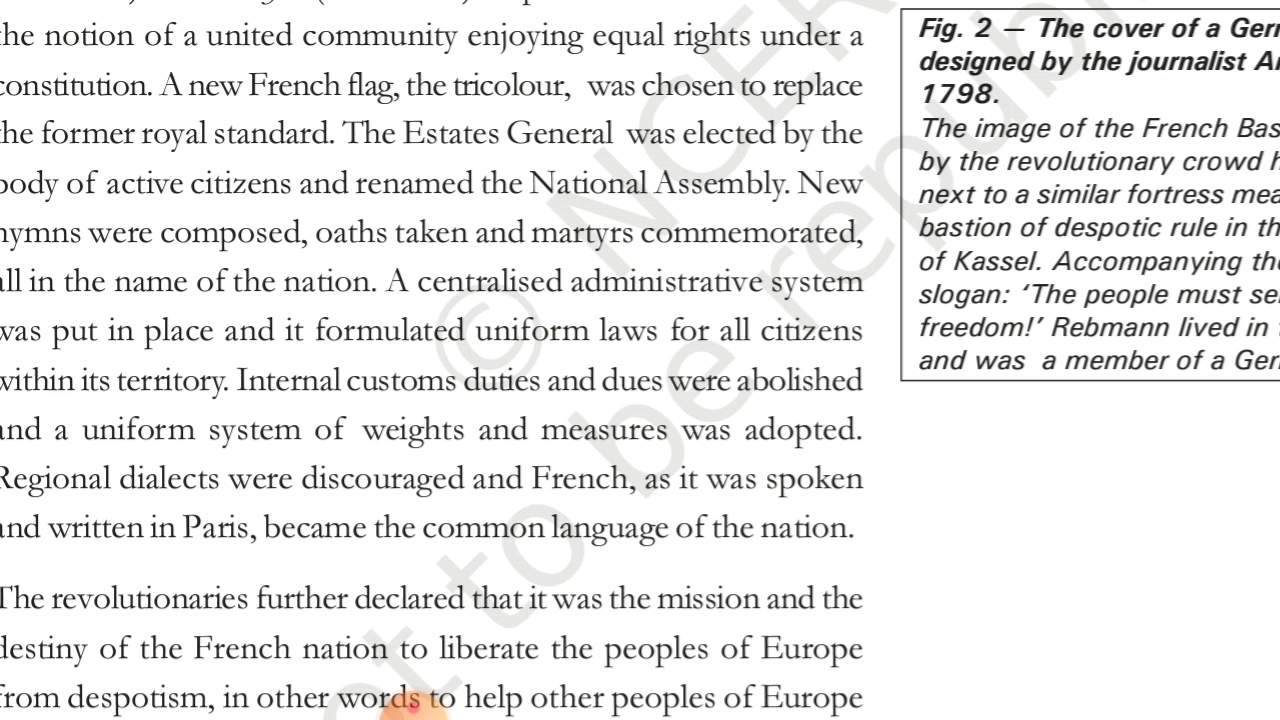 the notion of a united community enjoying equal rights under a
constitution. A new French flag, the tricolour, was chosen to replace
the former royal standard. The Estates General was elected by the
body of active citizens and renamed the National Assembly. New
hymns were composed, oaths taken and martyrs commemorated,
all in the name of the nation. A centralised administrative system
was put in place and it formulated uniform laws for all citizens
within its territory. Internal customs duties and dues were abolished
and a uniform system of weights and measures was adopted.
Regional dialects were discouraged and French, as it was spoken
and written in Paris, became the common language of the nation.
The revolutionaries further declared that it was the mission and the
destiny of the French nation to liberate the peoples of Europe
from despotism, in other words to help other peoples of Europe
Fig. 2 — The cover of a
designed by the journalist
1798.
The image of the French
by the revolutionary crowd
next to a similar fortress
bastion of despotic rule in
of Kassel. Accompanying
slogan: ‘The people must
freedom!’ Rebmann lived in
and was a member of a
© NCER
not to be republ